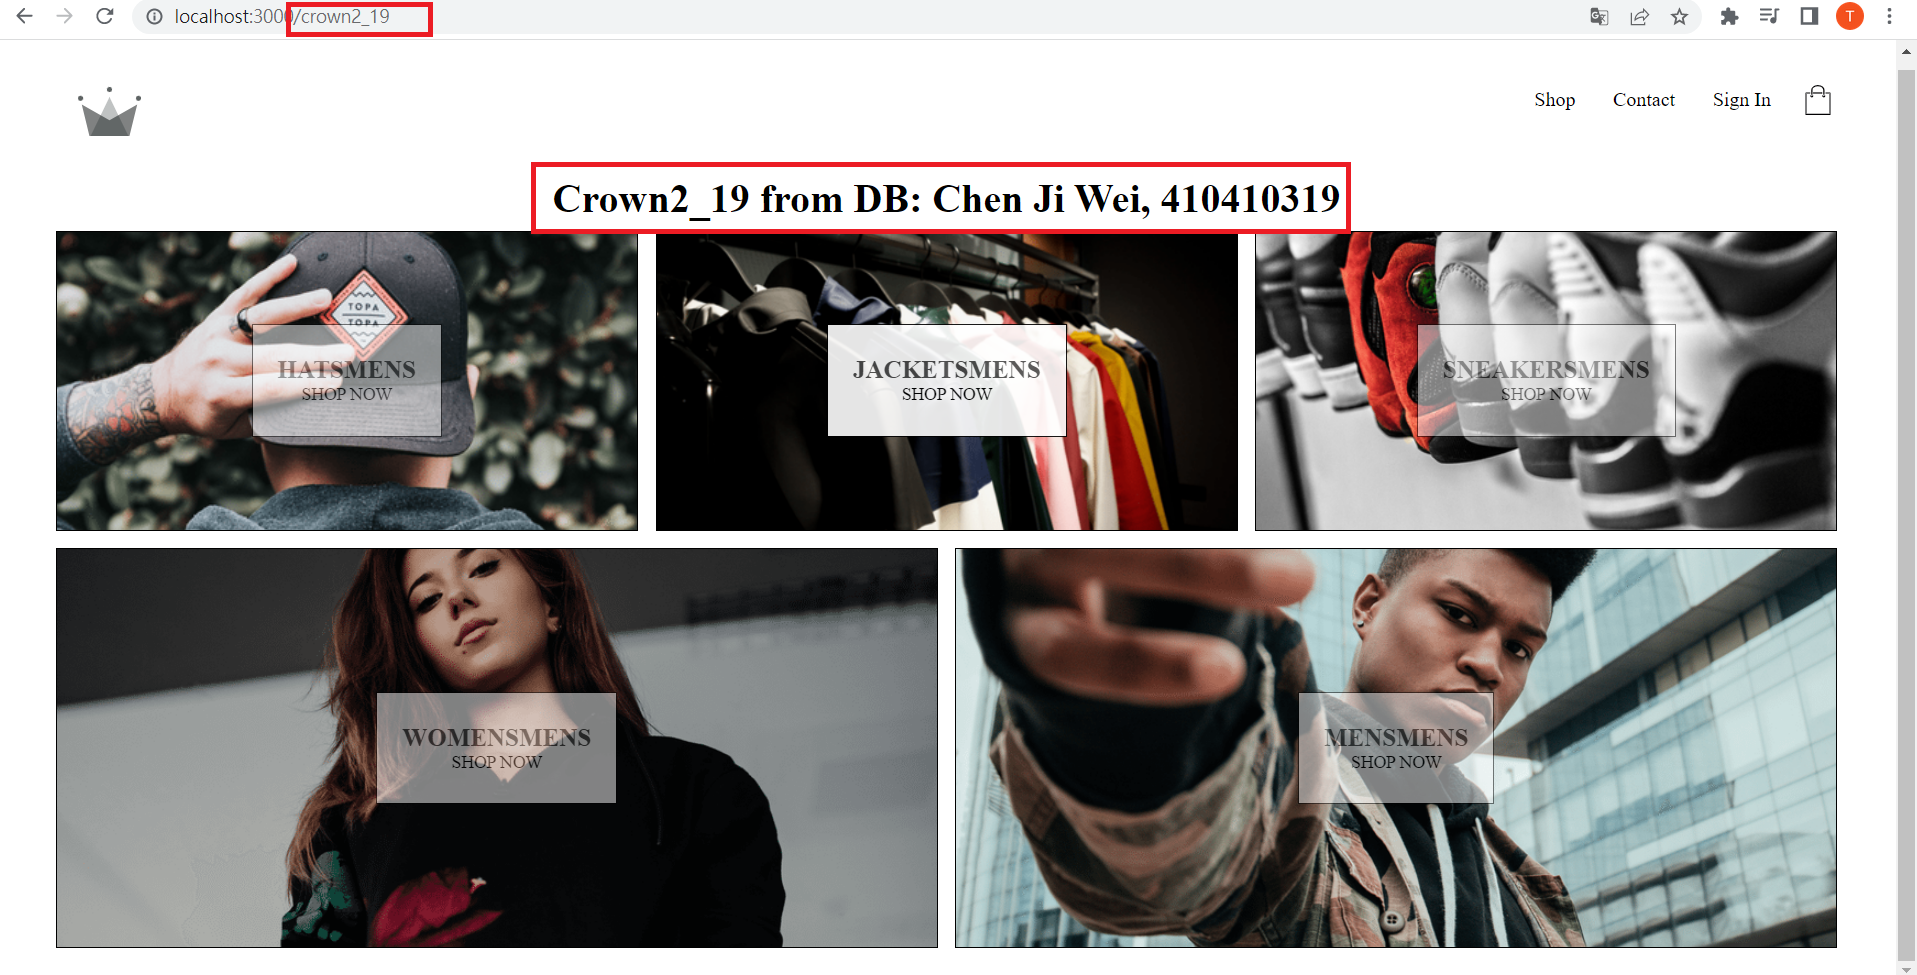 localhost:3000/crown2_19
T
Shop Contact Sign In
Crown2_19 from DB: Chen Ji Wei, 410410319
TOPA
TOPA
HATSMENS
SHOP NOW
JACKETSMENS
SHOP NOW
SNEAKERSMENS
SHOP NOW
WOMENSMENS
SHOP NOW
MENSMENS
SHOP NOW